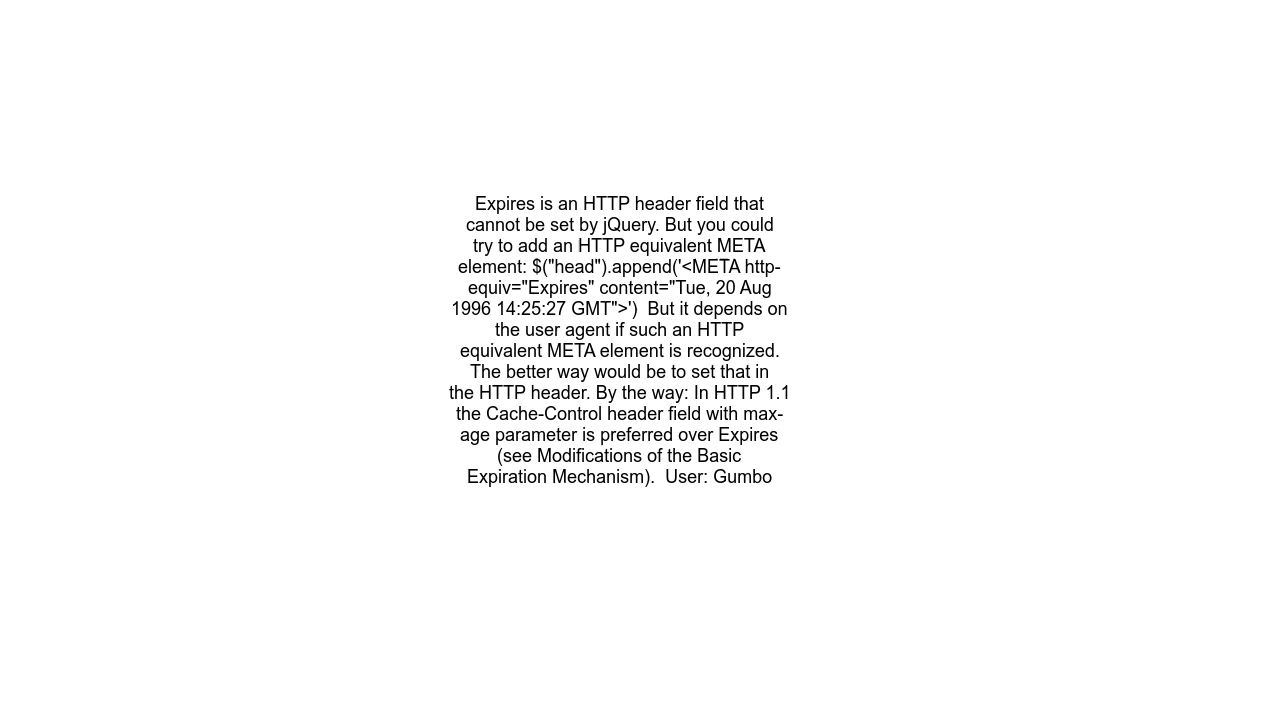 Expires is an HTTP header field that
cannot be set by jQuery. But you could
try to add an HTTP equivalent META
element: $("head").append('<META http-
equiv="Expires" content="Tue, 20 Aug
1996 14:25:27 GMT">')  But it depends on
the user agent if such an HTTP
equivalent META element is recognized.
The better way would be to set that in
the HTTP header. By the way: In HTTP 1.1
the Cache-Control header field with max-
age parameter is preferred over Expires
(see Modifications of the Basic
Expiration Mechanism).  User: Gumbo